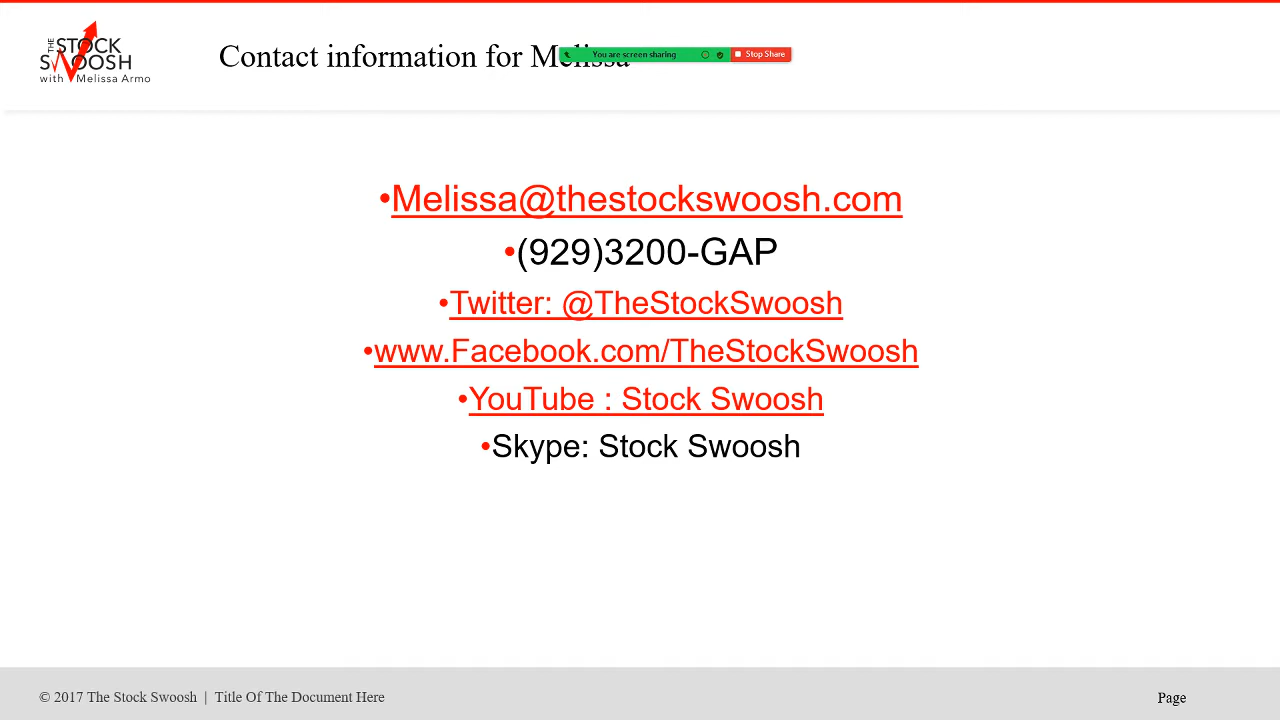 THE STOCK
SWOOSH
with Melissa Armo
Contact information for Melissa
You are screen sharing
Stop Share
•Melissa@thestockswoosh.com
•(929)3200-GAP
•Twitter: @TheStockSwoosh
•www.Facebook.com/TheStockSwoosh
•YouTube : Stock Swoosh
•Skype: Stock Swoosh
© 2017 The Stock Swoosh | Title Of The Document Here
Page